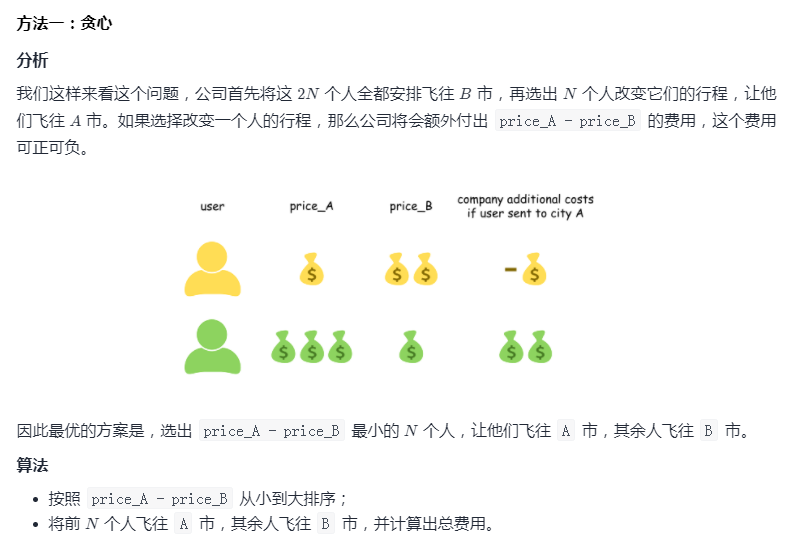 方法一：贪心
分析
我们这样来看这个问题，公司首先将这 2N 个人全都安排飞往 B 市，再选出 N 个人改变它们的行程，让他
们飞往 A 市。如果选择改变一个人的行程，那么公司将会额外付出 price_A - price_B 的费用，这个费用
可正可负。
user price_A price_B company additional costs
if user sent to city A
$ $ $ - $
$ $ $ $ $ $
因此最优的方案是，选出 price_A - price_B 最小的 N 个人，让他们飞往 A 市，其余人飞往 B 市。
算法
• 按照 price_A - price_B 从小到大排序；
• 将前 N 个人飞往 A 市，其余人飞往 B 市，并计算出总费用。